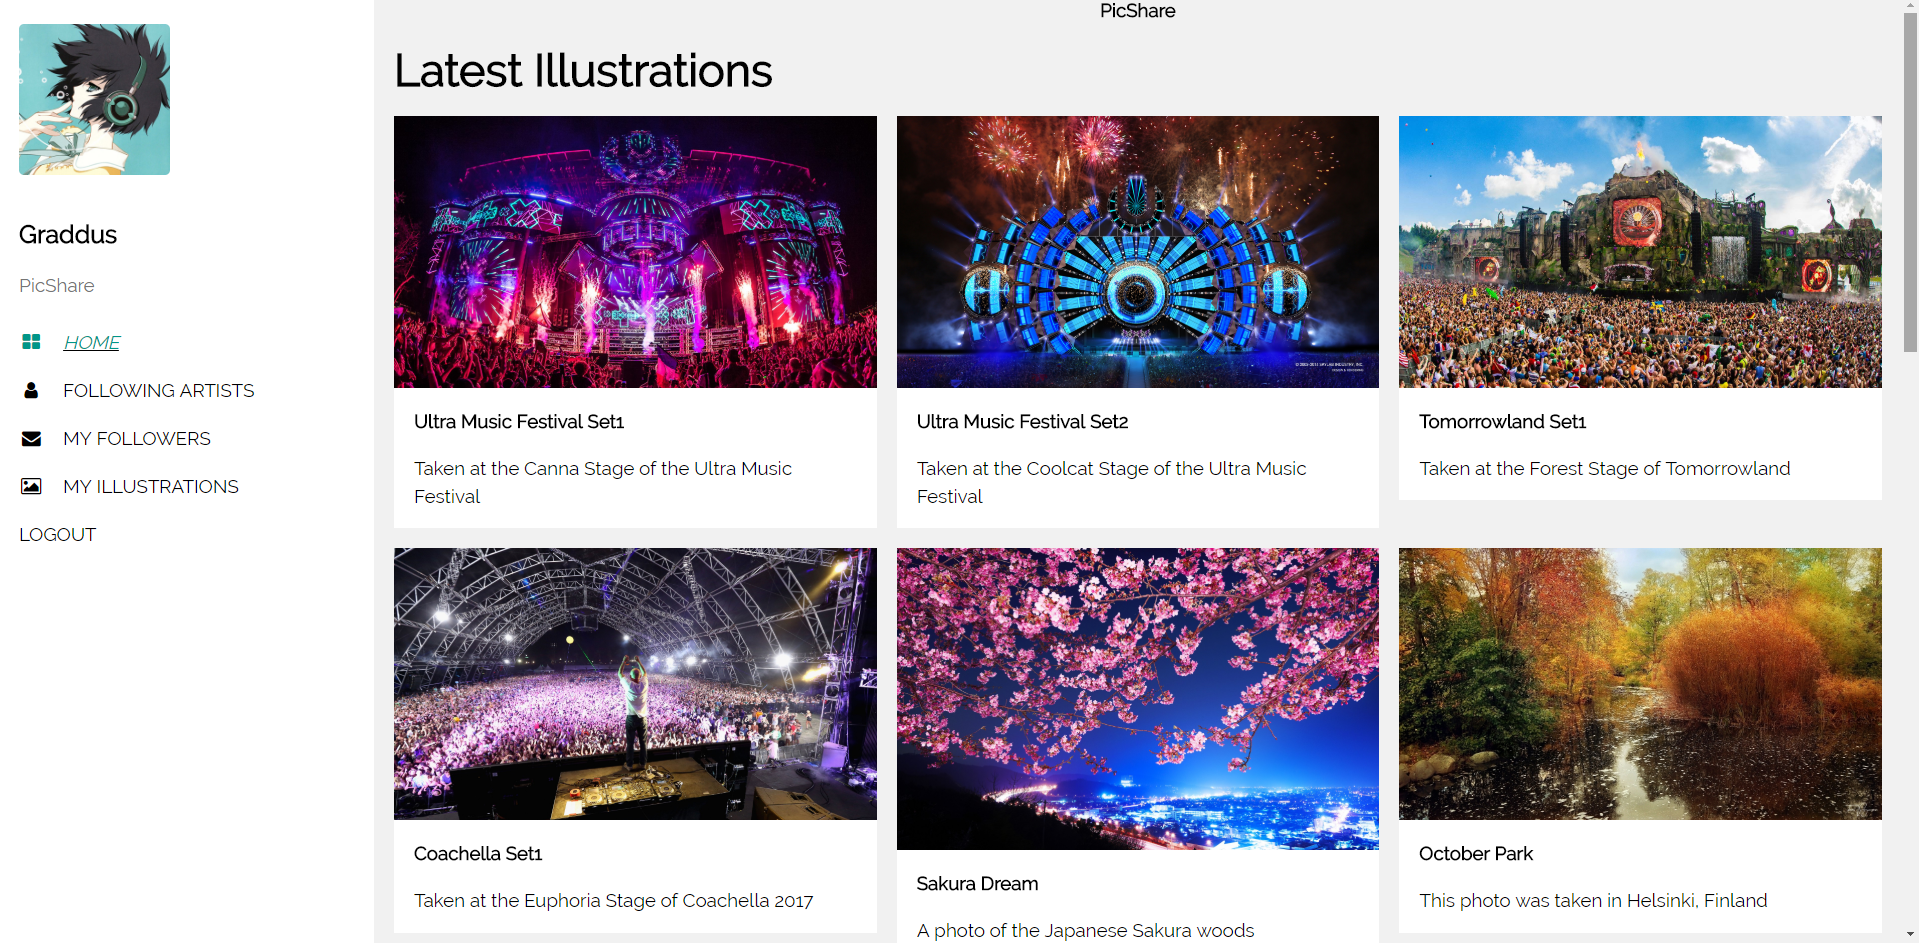 Graddus
PicShare
HOME
FOLLOWING ARTISTS
MY FOLLOWERS
MY ILLUSTRATIONS
LOGOUT
PicShare
Latest Illustrations
Ultra Music Festival Set1
Taken at the Canna Stage of the Ultra Music
Festival
Ultra Music Festival Set2
Taken at the Coolcat Stage of the Ultra Music
Festival
Tomorrowland Set1
Taken at the Forest Stage of Tomorrowland
Coachella Set1
Taken at the Euphoria Stage of Coachella 2017
Sakura Dream
A photo of the Japanese Sakura woods
October Park
This photo was taken in Helsinki, Finland